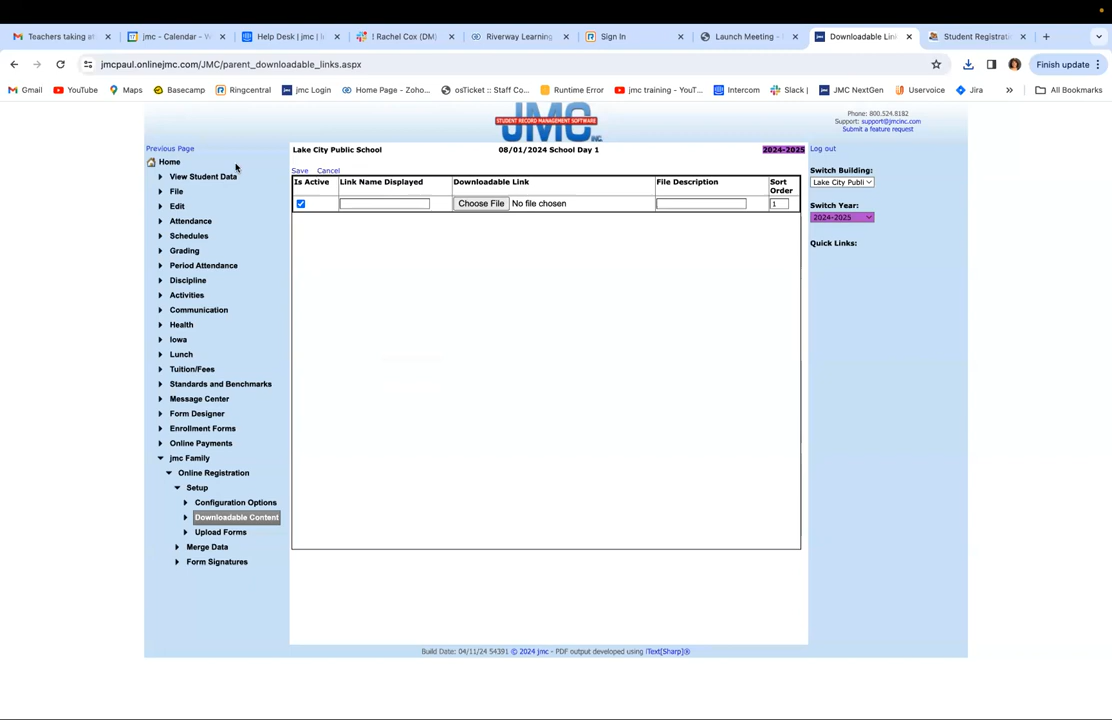 Teachers taking at
jmc - Calendar - W
Help Desk | jmc | I
! Rachel Cox (DM)
Riverway Learning
Sign In
Launch Meeting -
Downloadable Lin
Student Registratio
jmcpaul.onlinejmc.com/JMC/parent_downloadable_links.aspx
Finish update
Gmail
YouTube
Maps
Basecamp
Ringcentral
jmc Login
Home Page - Zoho...
osTicket :: Staff Co...
Runtime Error
jmc training - YouT...
Intercom
Slack |
JMC NextGen
Uservoice
Jira
»
All Bookmarks
JMC INC.
STUDENT RECORD MANAGEMENT SOFTWARE
Phone: 800.524.8182
Support: support@jmcinc.com
Submit a feature request
Previous Page
Home
View Student Data
File
Edit
Attendance
Schedules
Grading
Period Attendance
Discipline
Activities
Communication
Health
Iowa
Lunch
Tuition/Fees
Standards and Benchmarks
Message Center
Form Designer
Enrollment Forms
Online Payments
jmc Family
Online Registration
Setup
Configuration Options
Downloadable Content
Upload Forms
Merge Data
Form Signatures
Lake City Public School
08/01/2024 School Day 1
2024-2025
Save Cancel
Is Active
Link Name Displayed
Downloadable Link
File Description
Sort Order
Choose File No file chosen
1
Log out
Switch Building:
Lake City Publi
Switch Year:
2024-2025
Quick Links:
Build Date: 04/11/24 54391 © 2024 jmc - PDF output developed using iText[Sharp]®